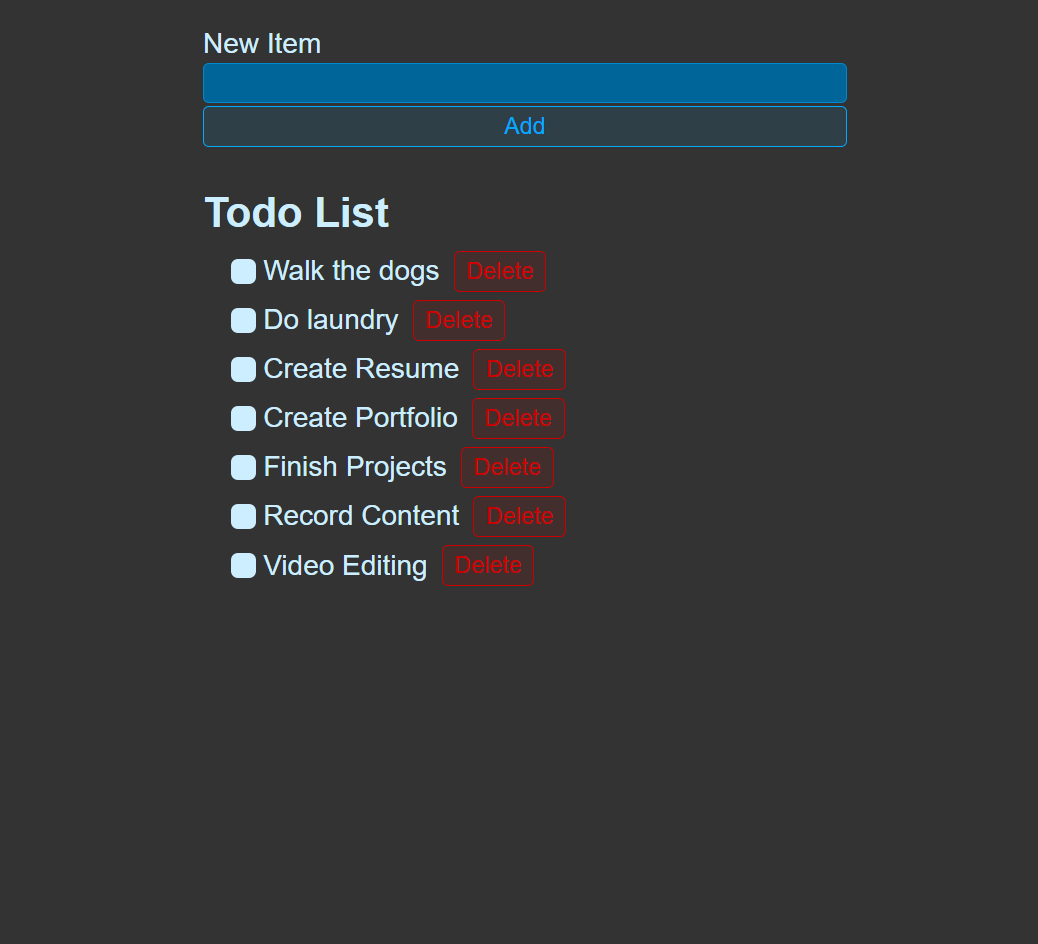 New Item
Add
Todo List
Walk the dogs Delete
Do laundry Delete
Create Resume Delete
Create Portfolio Delete
Finish Projects Delete
Record Content Delete
Video Editing Delete